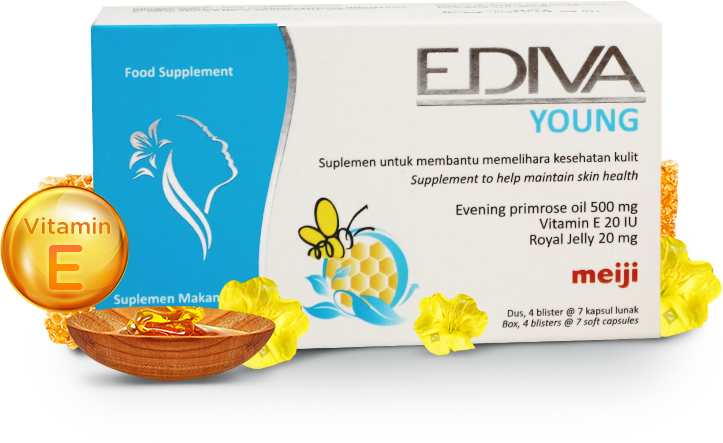 Food Supplement
EDIVA
YOUNG
Suplemen untuk membantu memelihara kesehatan kulit
Supplement to help maintain skin health
Evening primrose oil 500 mg
Vitamin E 20 IU
Royal Jelly 20 mg
meiji
Vitamin
E
Suplemen
Dus, 4 blister @ 7 kapsul lunak
Box, 4 blisters @ 7 soft capsules